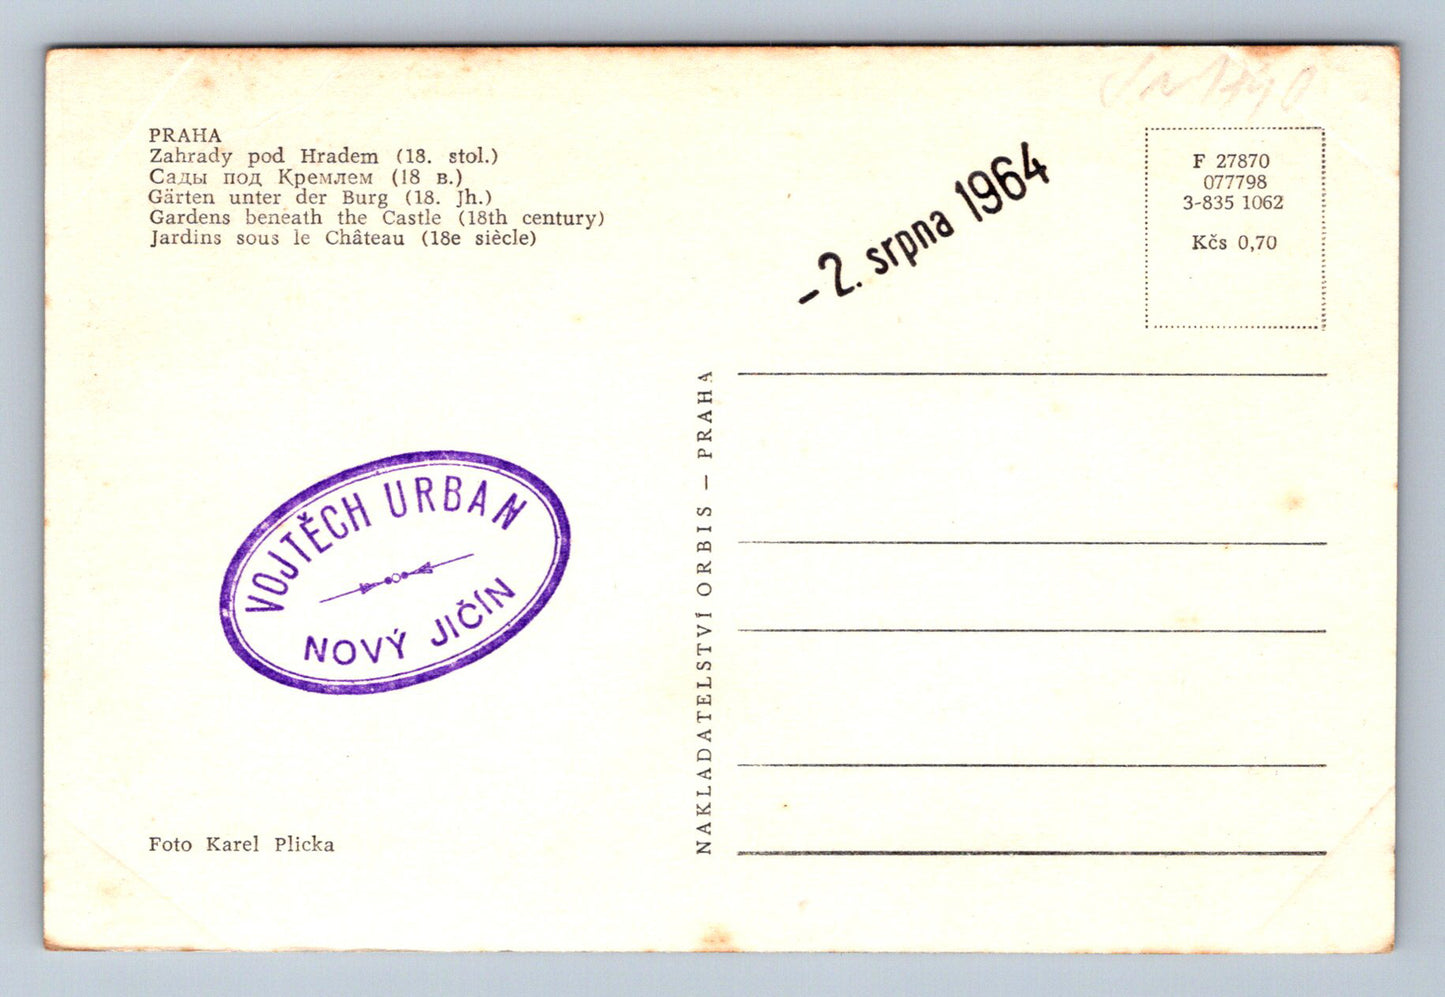 PRAHA
Zahrady pod Hradem (18. stol.)
Сады под Кремлем (18 в.)
Gärten unter der Burg (18. Jh.)
Gardens beneath the Castle (18th century)
Jardins sous le Château (18e siècle)
– 2. srpna 1964
F 27870
077798
3-835 1062
Kčs 0,70
VOJTĚCH URBAN
NOVÝ JIČÍN
NAKLADATELSTVÍ ORBIS — PRAHA
Foto Karel Plicka